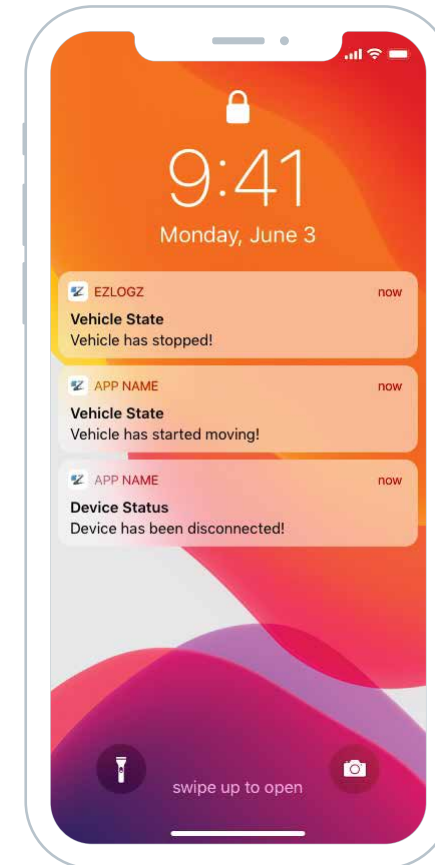 9:41
Monday, June 3
EZLOGZ now
Vehicle State
Vehicle has stopped!
APP NAME now
Vehicle State
Vehicle has started moving!
APP NAME now
Device Status
Device has been disconnected!
swipe up to open